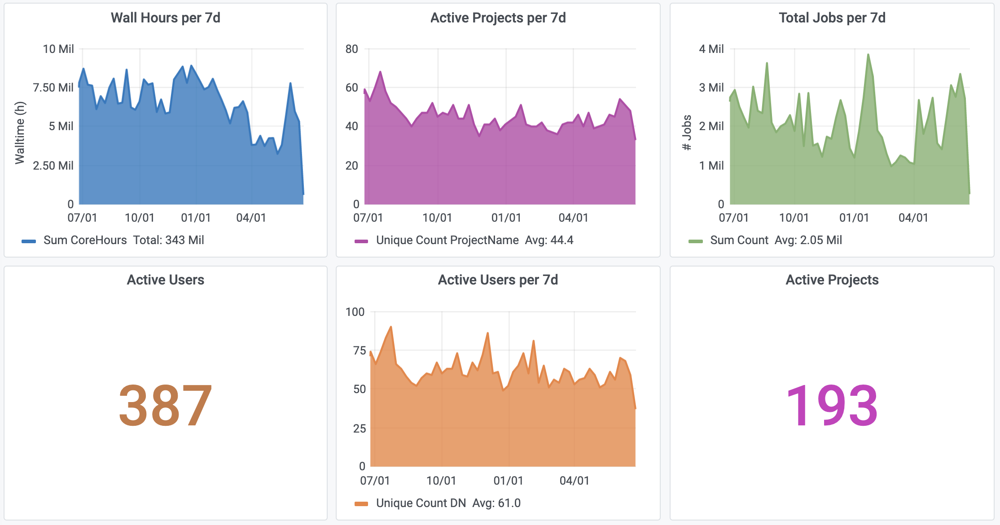 Wall Hours per 7d
10 Mil
7.50 Mil
5 Mil
2.50 Mil
0
Walltime (h)
07/01 10/01 01/01 04/01
Sum CoreHours Total: 343 Mil
Active Projects per 7d
80
60
40
20
0
07/01 10/01 01/01 04/01
Unique Count ProjectName Avg: 44.4
Total Jobs per 7d
4 Mil
3 Mil
2 Mil
1 Mil
0
# Jobs
07/01 10/01 01/01 04/01
Sum Count Avg: 2.05 Mil
Active Users
387
Active Users per 7d
100
75
50
25
0
07/01 10/01 01/01 04/01
Unique Count DN Avg: 61.0
Active Projects
193